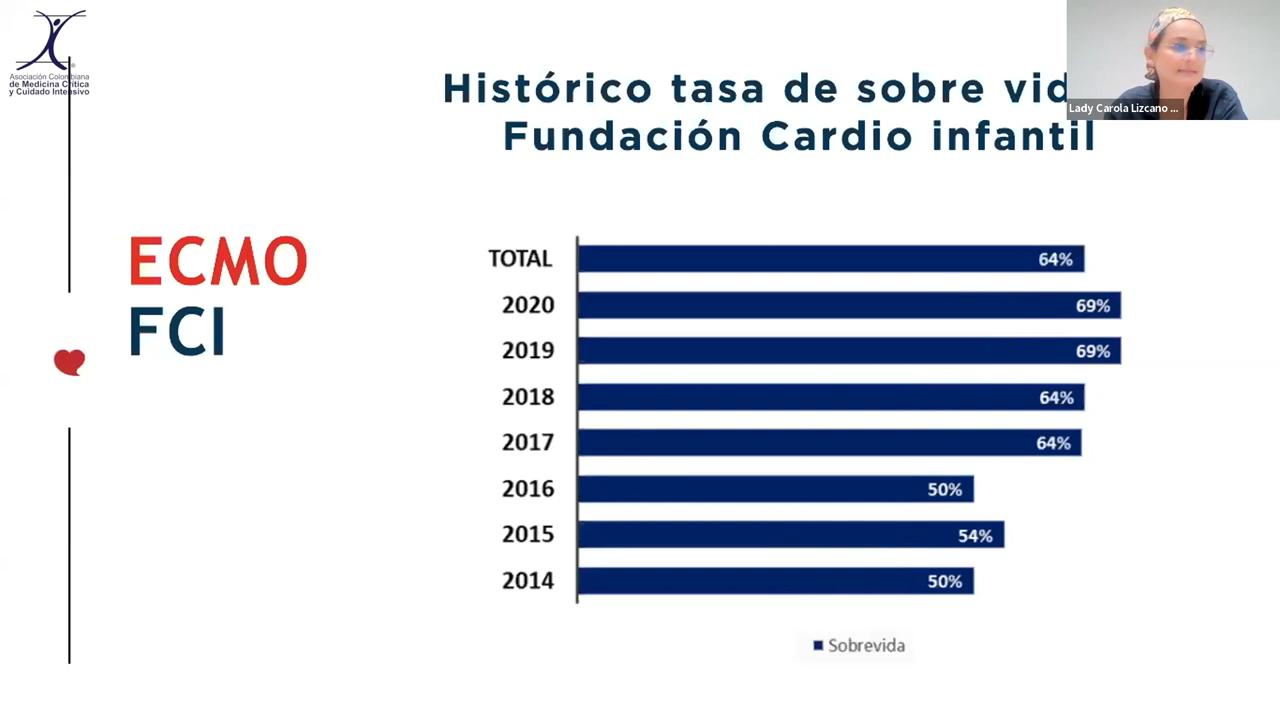 Asociación Colombiana
de Medicina Crítica
y Cuidado Intensivo
Histórico tasa de sobre
Fundación Cardio infantil
Lady Carola Lizcano ...
ECMO
FCI
TOTAL 64%
2020 69%
2019 69%
2018 64%
2017 64%
2016 50%
2015 54%
2014 50%
Sobrevida